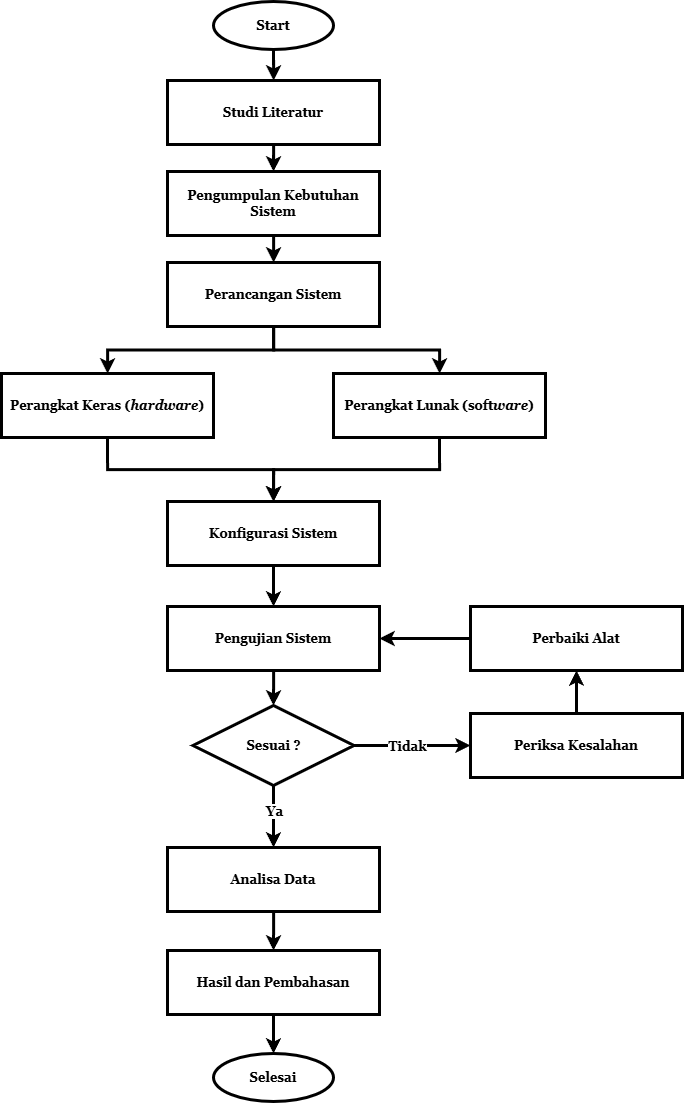 Start
Studi Literatur
Pengumpulan Kebutuhan
Sistem
Perancangan Sistem
Perangkat Keras (hardware)
Perangkat Lunak (software)
Konfigurasi Sistem
Pengujian Sistem
Perbaiki Alat
Sesuai ?
Tidak
Periksa Kesalahan
Ya
Analisa Data
Hasil dan Pembahasan
Selesai